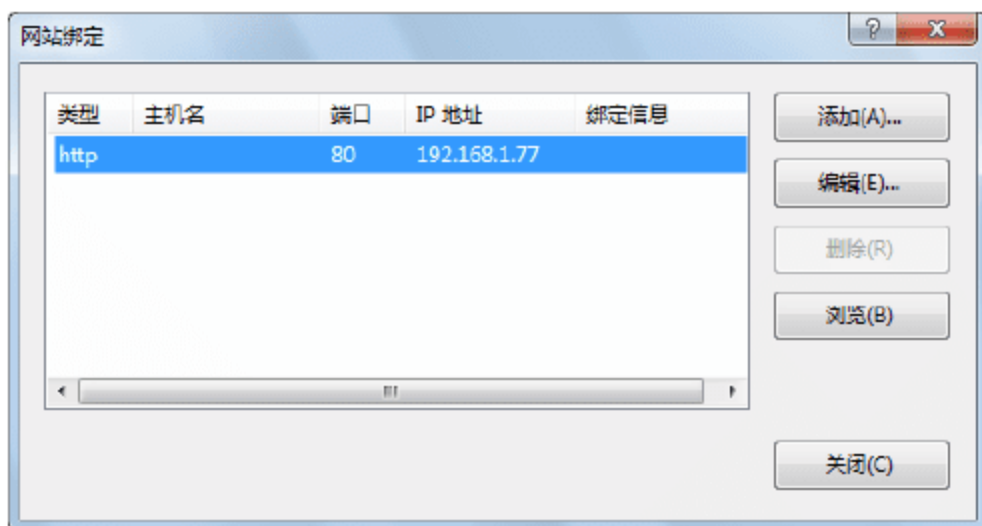 网站绑定
类型 主机名 端口 IP 地址 绑定信息
http 80 192.168.1.77
添加(A)...
编辑(E)...
删除(R)
浏览(B)
关闭(C)